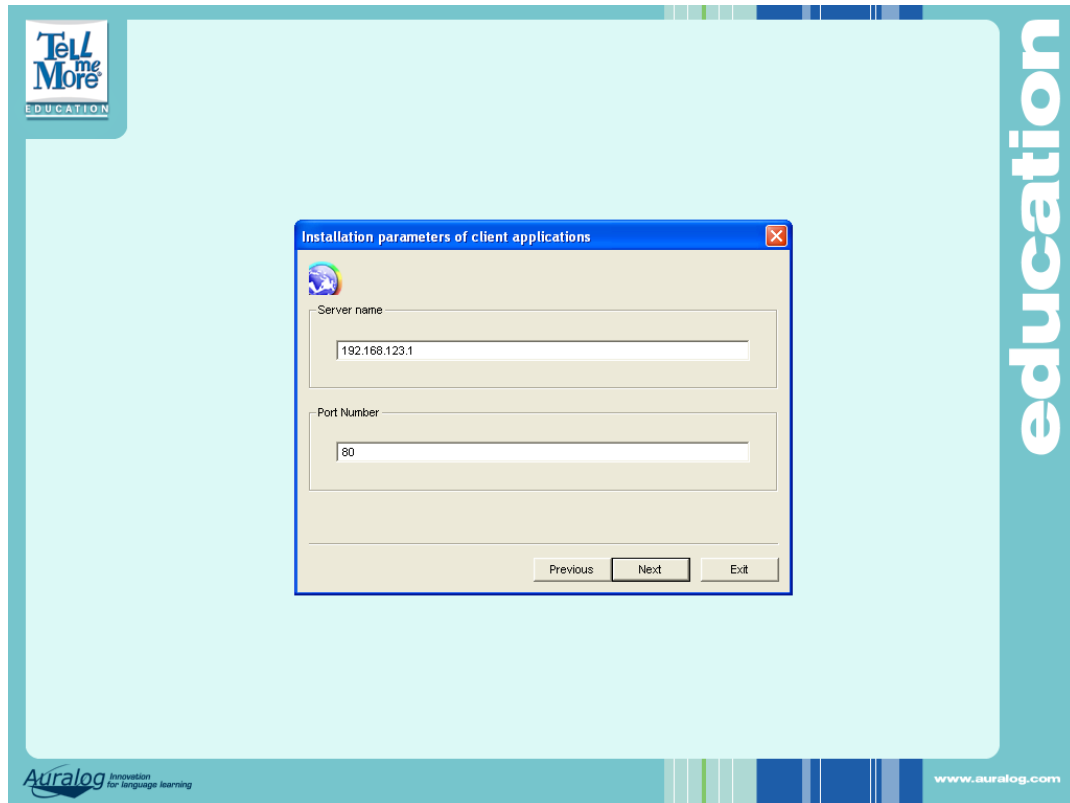 Tell
me
More®
EDUCATION
education
Installation parameters of client applications
Server name
192.168.123.1
Port Number
80
Previous Next Exit
Auralog Innovation
for language learning
www.auralog.com